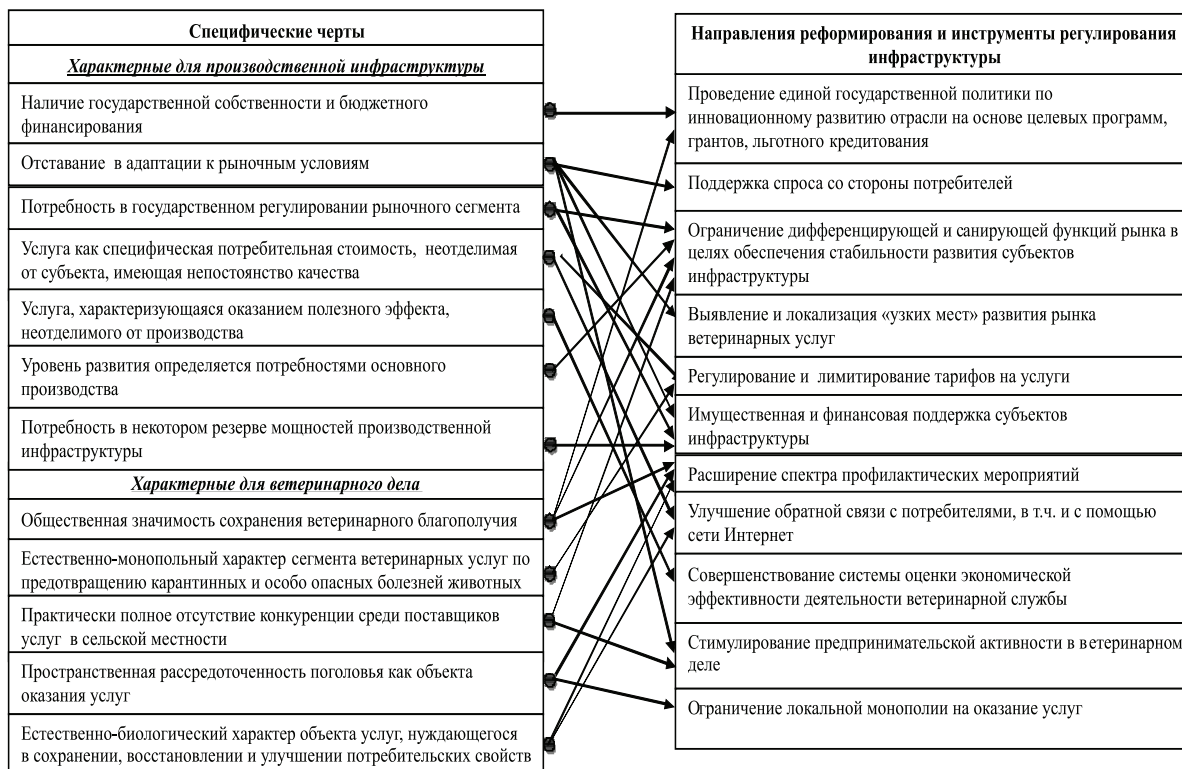 Специфические черты
Характерные для производственной инфраструктуры
Наличие государственной собственности и бюджетного
финансирования
Отставание в адаптации к рыночным условиям
Потребность в государственном регулировании рыночного сегмента
Услуга как специфическая потребительная стоимость, неотделимая
от субъекта, имеющая непостоянство качества
Услуга, характеризующаяся оказанием полезного эффекта,
неотделимого от производства
Уровень развития определяется потребностями основного
производства
Потребность в некотором резерве мощностей производственной
инфраструктуры
Характерные для ветеринарного дела
Общественная значимость сохранения ветеринарного благополучия
Естественно-монопольный характер сегмента ветеринарных услуг по
предотвращению карантинных и особо опасных болезней животных
Практически полное отсутствие конкуренции среди поставщиков
услуг в сельской местности
Пространственная рассредоточенность поголовья как объекта
оказания услуг
Естественно-биологический характер объекта услуг, нуждающегося
в сохранении, восстановлении и улучшении потребительских свойств
Направления реформирования и инструменты регулирования
инфраструктуры
Проведение единой государственной политики по
инновационному развитию отрасли на основе целевых программ,
грантов, льготного кредитования
Поддержка спроса со стороны потребителей
Ограничение дифференцирующей и санирующей функций рынка в
целях обеспечения стабильности развития субъектов
инфраструктуры
Выявление и локализация «узких мест» развития рынка
ветеринарных услуг
Регулирование и лимитирование тарифов на услуги
Имущественная и финансовая поддержка субъектов
инфраструктуры
Расширение спектра профилактических мероприятий
Улучшение обратной связи с потребителями, в т.ч. и с помощью
сети Интернет
Совершенствование системы оценки экономической
эффективности деятельности ветеринарной службы
Стимулирование предпринимательской активности в ветеринарном
деле
Ограничение локальной монополии на оказание услуг